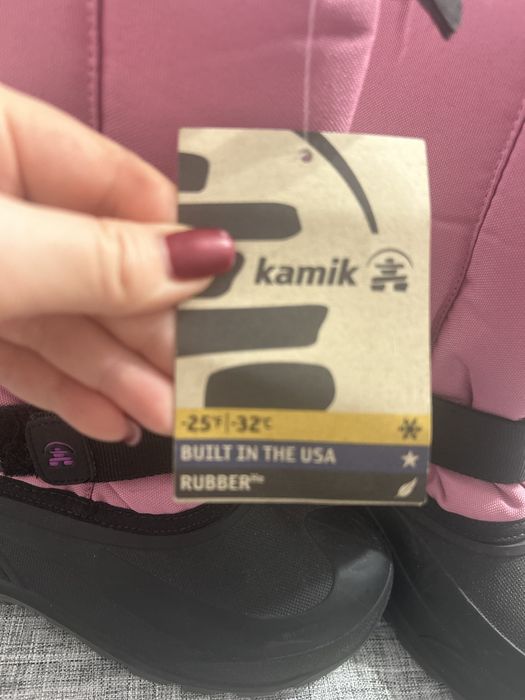 kamik
-25°F|-32°C
BUILT IN THE USA
RUBBER